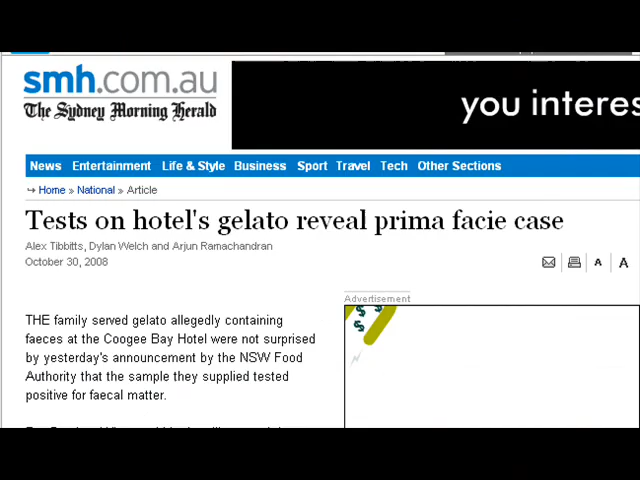 smh.com.au
The Sydney Morning Herald
you interes
News Entertainment Life & Style Business Sport Travel Tech Other Sections
↪ Home » National » Article
Tests on hotel's gelato reveal prima facie case
Alex Tibbitts, Dylan Welch and Arjun Ramachandran
October 30, 2008
A A
Advertisement
THE family served gelato allegedly containing
faeces at the Coogee Bay Hotel were not surprised
by yesterday's announcement by the NSW Food
Authority that the sample they supplied tested
positive for faecal matter.